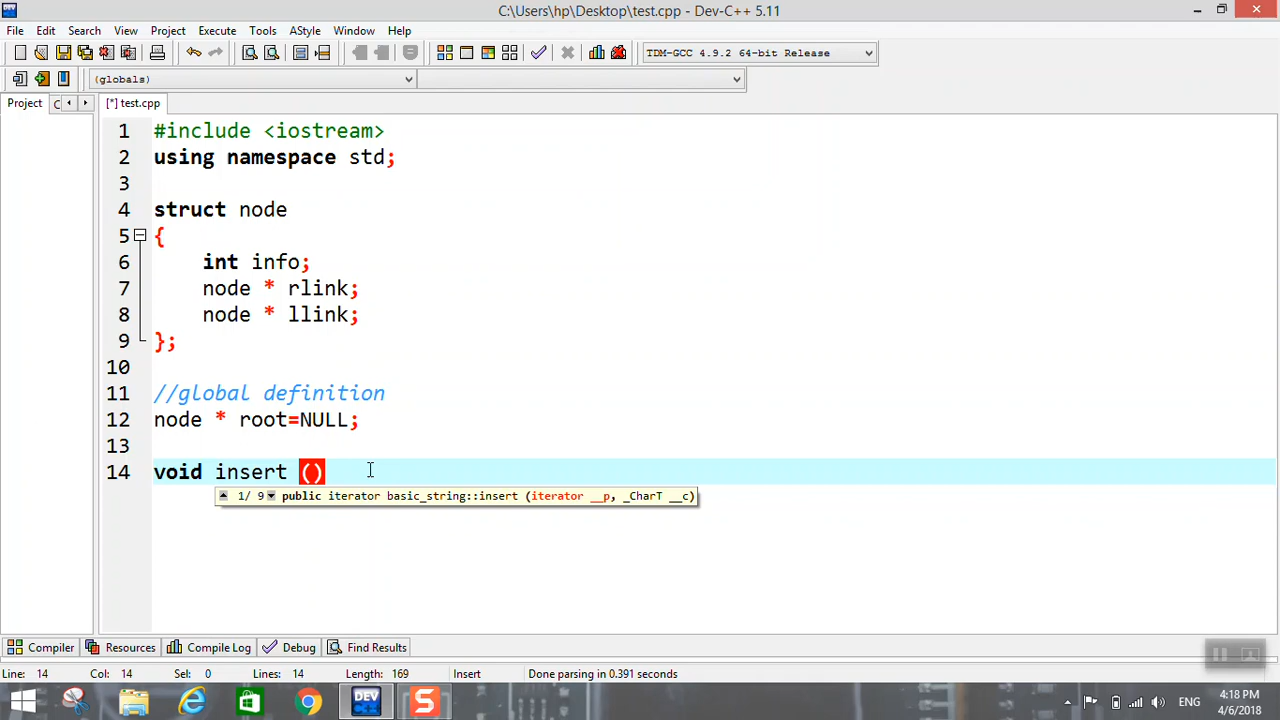 C:\Users\hp\Desktop\test.cpp - Dev-C++ 5.11
File Edit Search View Project Execute Tools AStyle Window Help
TDM-GCC 4.9.2 64-bit Release
(globals)
Project C [*] test.cpp
1 #include <iostream>
2 using namespace std;
3
4 struct node
5 {
6 int info;
7 node * rlink;
8 node * llink;
9 };
10
11 //global definition
12 node * root=NULL;
13
14 void insert ()
1/ 9 public iterator basic_string::insert (iterator __p, _CharT __c)
Compiler Resources Compile Log Debug Find Results
Line: 14 Col: 14 Sel: 0 Lines: 14 Length: 169 Insert Done parsing in 0.391 seconds
DEV S ENG 4:18 PM
4/6/2018